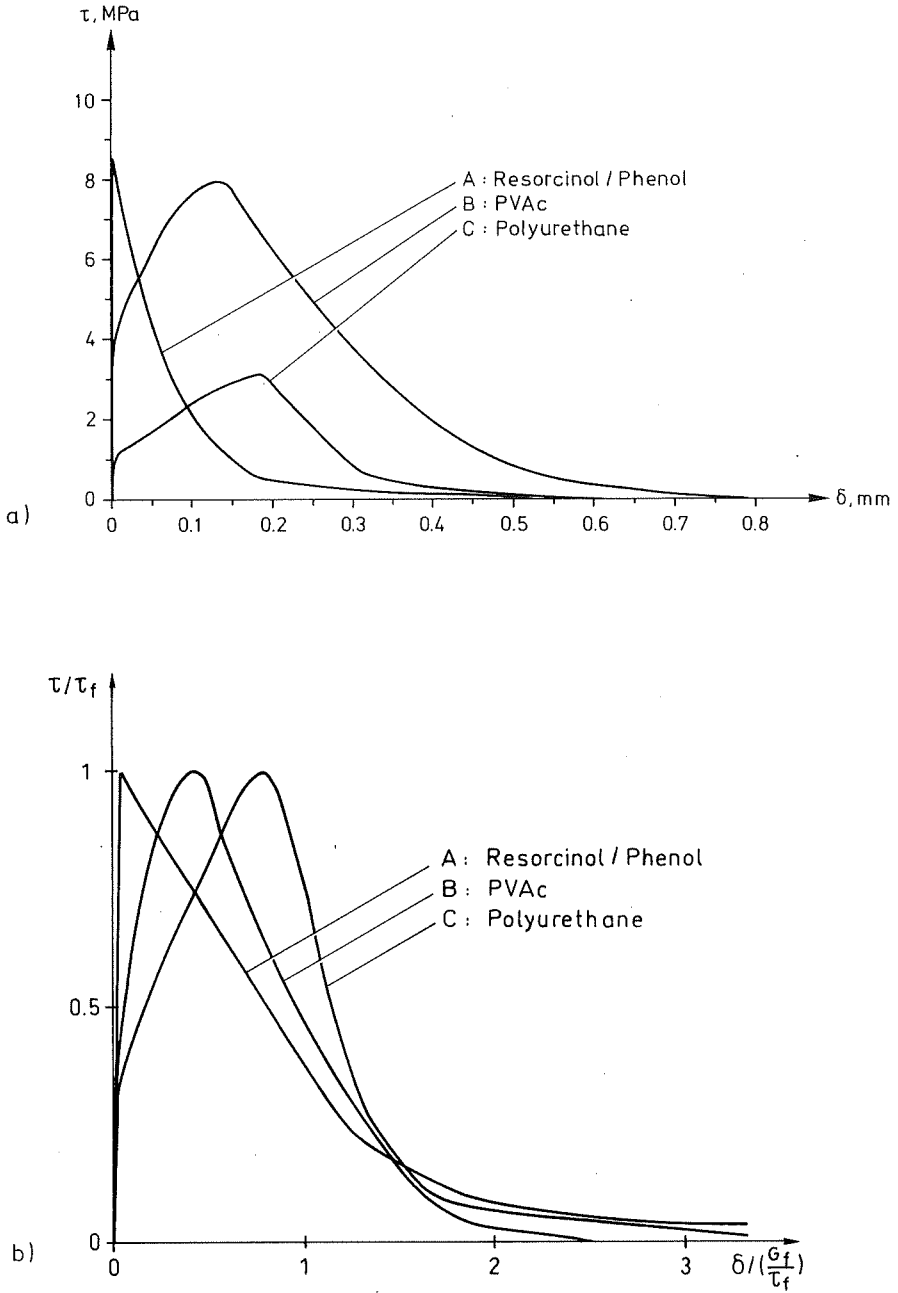 τ, MPa
10
8
6
4
2
0
A : Resorcinol / Phenol
B : PVAc
C : Polyurethane
a)
0 0.1 0.2 0.3 0.4 0.5 0.6 0.7 0.8
δ, mm
τ/τf
1
0.5
0
A : Resorcinol / Phenol
B : PVAc
C : Polyurethane
b)
0 1 2 3
δ/(Gf/τf)